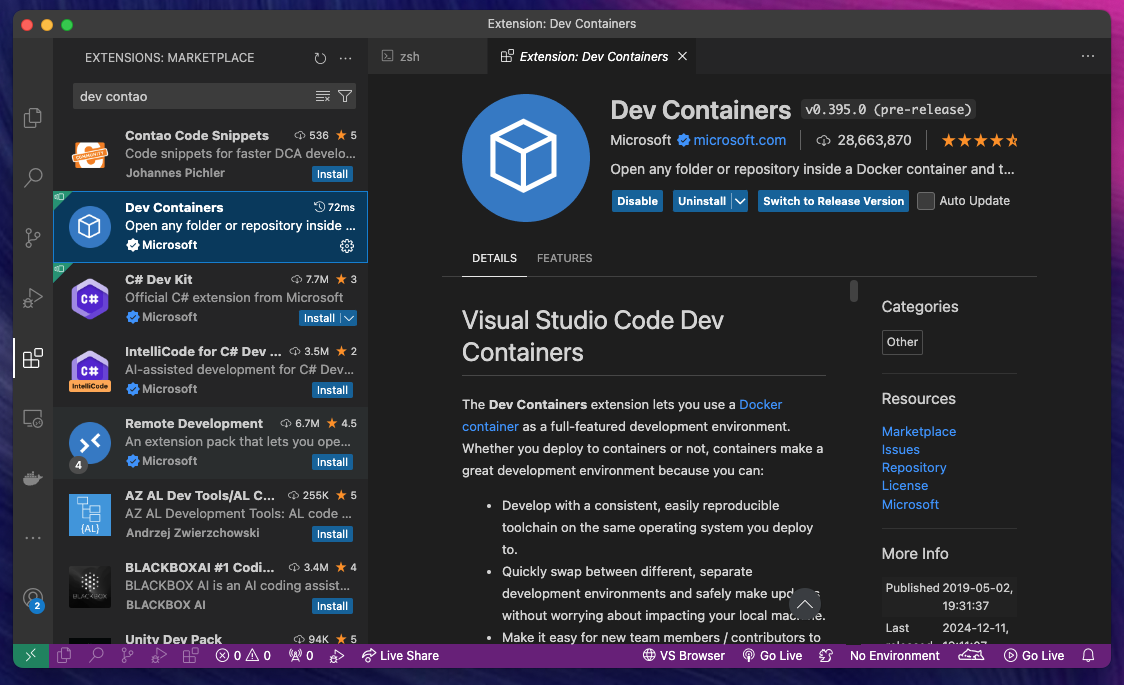 Extension: Dev Containers
EXTENSIONS: MARKETPLACE
dev contao
Contao Code Snippets 536 5
Code snippets for faster DCA develo...
Johannes Pichler Install
COMMUNITY
Dev Containers 72ms
Open any folder or repository inside ...
Microsoft
C# Dev Kit 7.7M 3
Official C# extension from Microsoft
Microsoft Install
C#
IntelliCode for C# Dev ... 3.5M 2
AI-assisted development for C# Dev...
Microsoft Install
C#
IntelliCode
Remote Development 6.7M 4.5
An extension pack that lets you ope...
Microsoft Install
4
AZ AL Dev Tools/AL C... 255K 5
AZ AL Development Tools: AL code ...
Andrzej Zwierzchowski Install
{AL}
BLACKBOXAI #1 Codi... 3.4M 4
BLACKBOX AI is an AI coding assist...
BLACKBOX AI Install
BLACKBOX
Unity Dev Pack 94K 5
2
zsh
Extension: Dev Containers
Dev Containers v0.395.0 (pre-release)
Microsoft microsoft.com 28,663,870
Open any folder or repository inside a Docker container and t...
Disable Uninstall Switch to Release Version Auto Update
DETAILS FEATURES
Visual Studio Code Dev
Containers
The Dev Containers extension lets you use a Docker
container as a full-featured development environment.
Whether you deploy to containers or not, containers make a
great development environment because you can:
• Develop with a consistent, easily reproducible
toolchain on the same operating system you deploy
to.
• Quickly swap between different, separate
development environments and safely make updates
without worrying about impacting your local machine.
• Make it easy for new team members / contributors to
Categories
Other
Resources
Marketplace
Issues
Repository
License
Microsoft
More Info
Published 2019-05-02,
19:31:37
Last 2024-12-11,
0 0 0 Live Share VS Browser Go Live No Environment Go Live